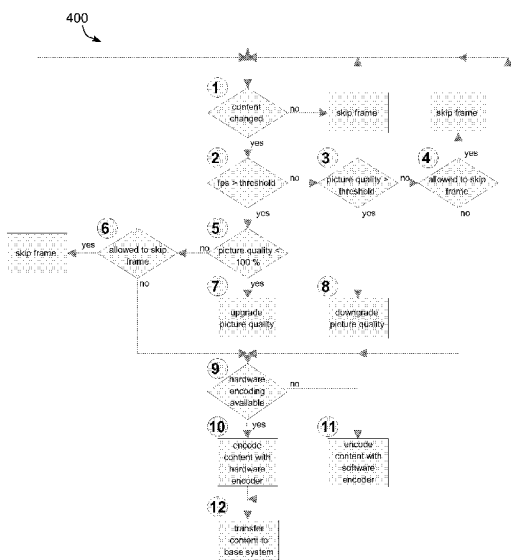 400
1
content
changed
no
skip frame
skip frame
yes
yes
2
fps > threshold
no
3
picture quality >
threshold
no
4
allowed to skip
frame
yes
yes
no
6
allowed to skip
frame
yes
skip frame
5
no
picture quality <
100 %
no
yes
7
upgrade
picture quality
8
downgrade
picture quality
9
hardware
encoding
available
no
yes
10
encode
content with
hardware
encoder
11
encode
content with
software
encoder
12
transfer
content to
base system